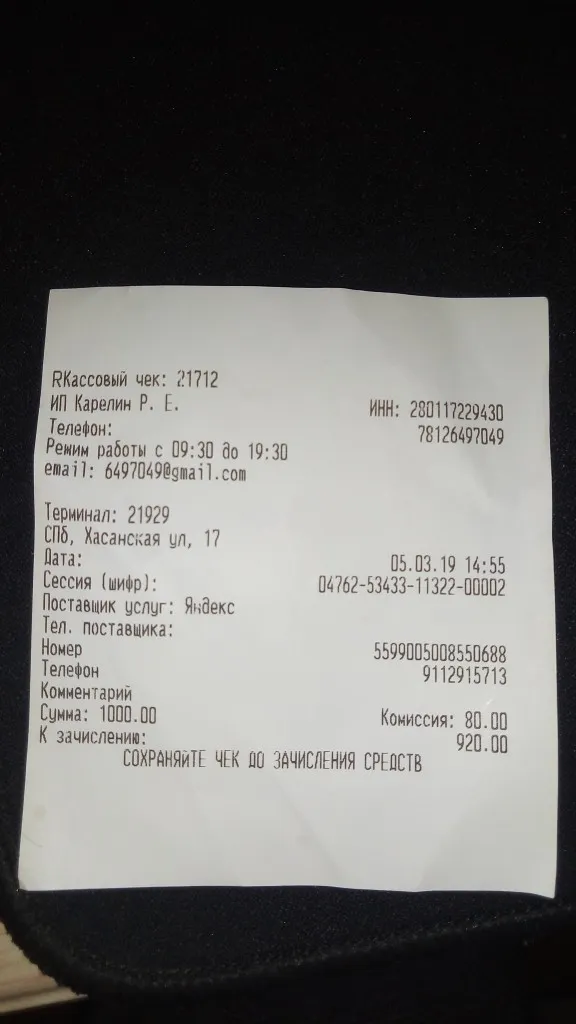 RКассовый чек: 21712
ИП Карелин Р. Е. ИНН: 280117229430
Телефон: 78126497049
Режим работы с 09:30 до 19:30
email: 6497049@gmail.com
Терминал: 21929
СПб, Хасанская ул, 17
Дата: 05.03.19 14:55
Сессия (шифр): 04762-53433-11322-00002
Поставщик услуг: Яндекс
Тел. поставщика:
Номер 5599005008550688
Телефон 9112915713
Комментарий
Сумма: 1000.00 Комиссия: 80.00
К зачислению: 920.00
СОХРАНЯЙТЕ ЧЕК ДО ЗАЧИСЛЕНИЯ СРЕДСТВ